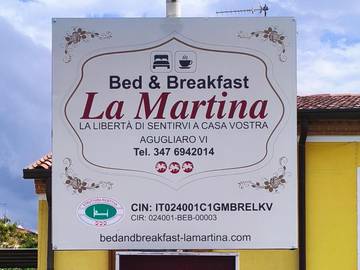 Bed & Breakfast
La Martina
LA LIBERTÀ DI SENTIRVI A CASA VOSTRA
AGUGLIARO VI
Tel. 347 6942014
CIN: IT024001C1GMBRELKV
CIR: 024001-BEB-00003
bedandbreakfast-lamartina.com